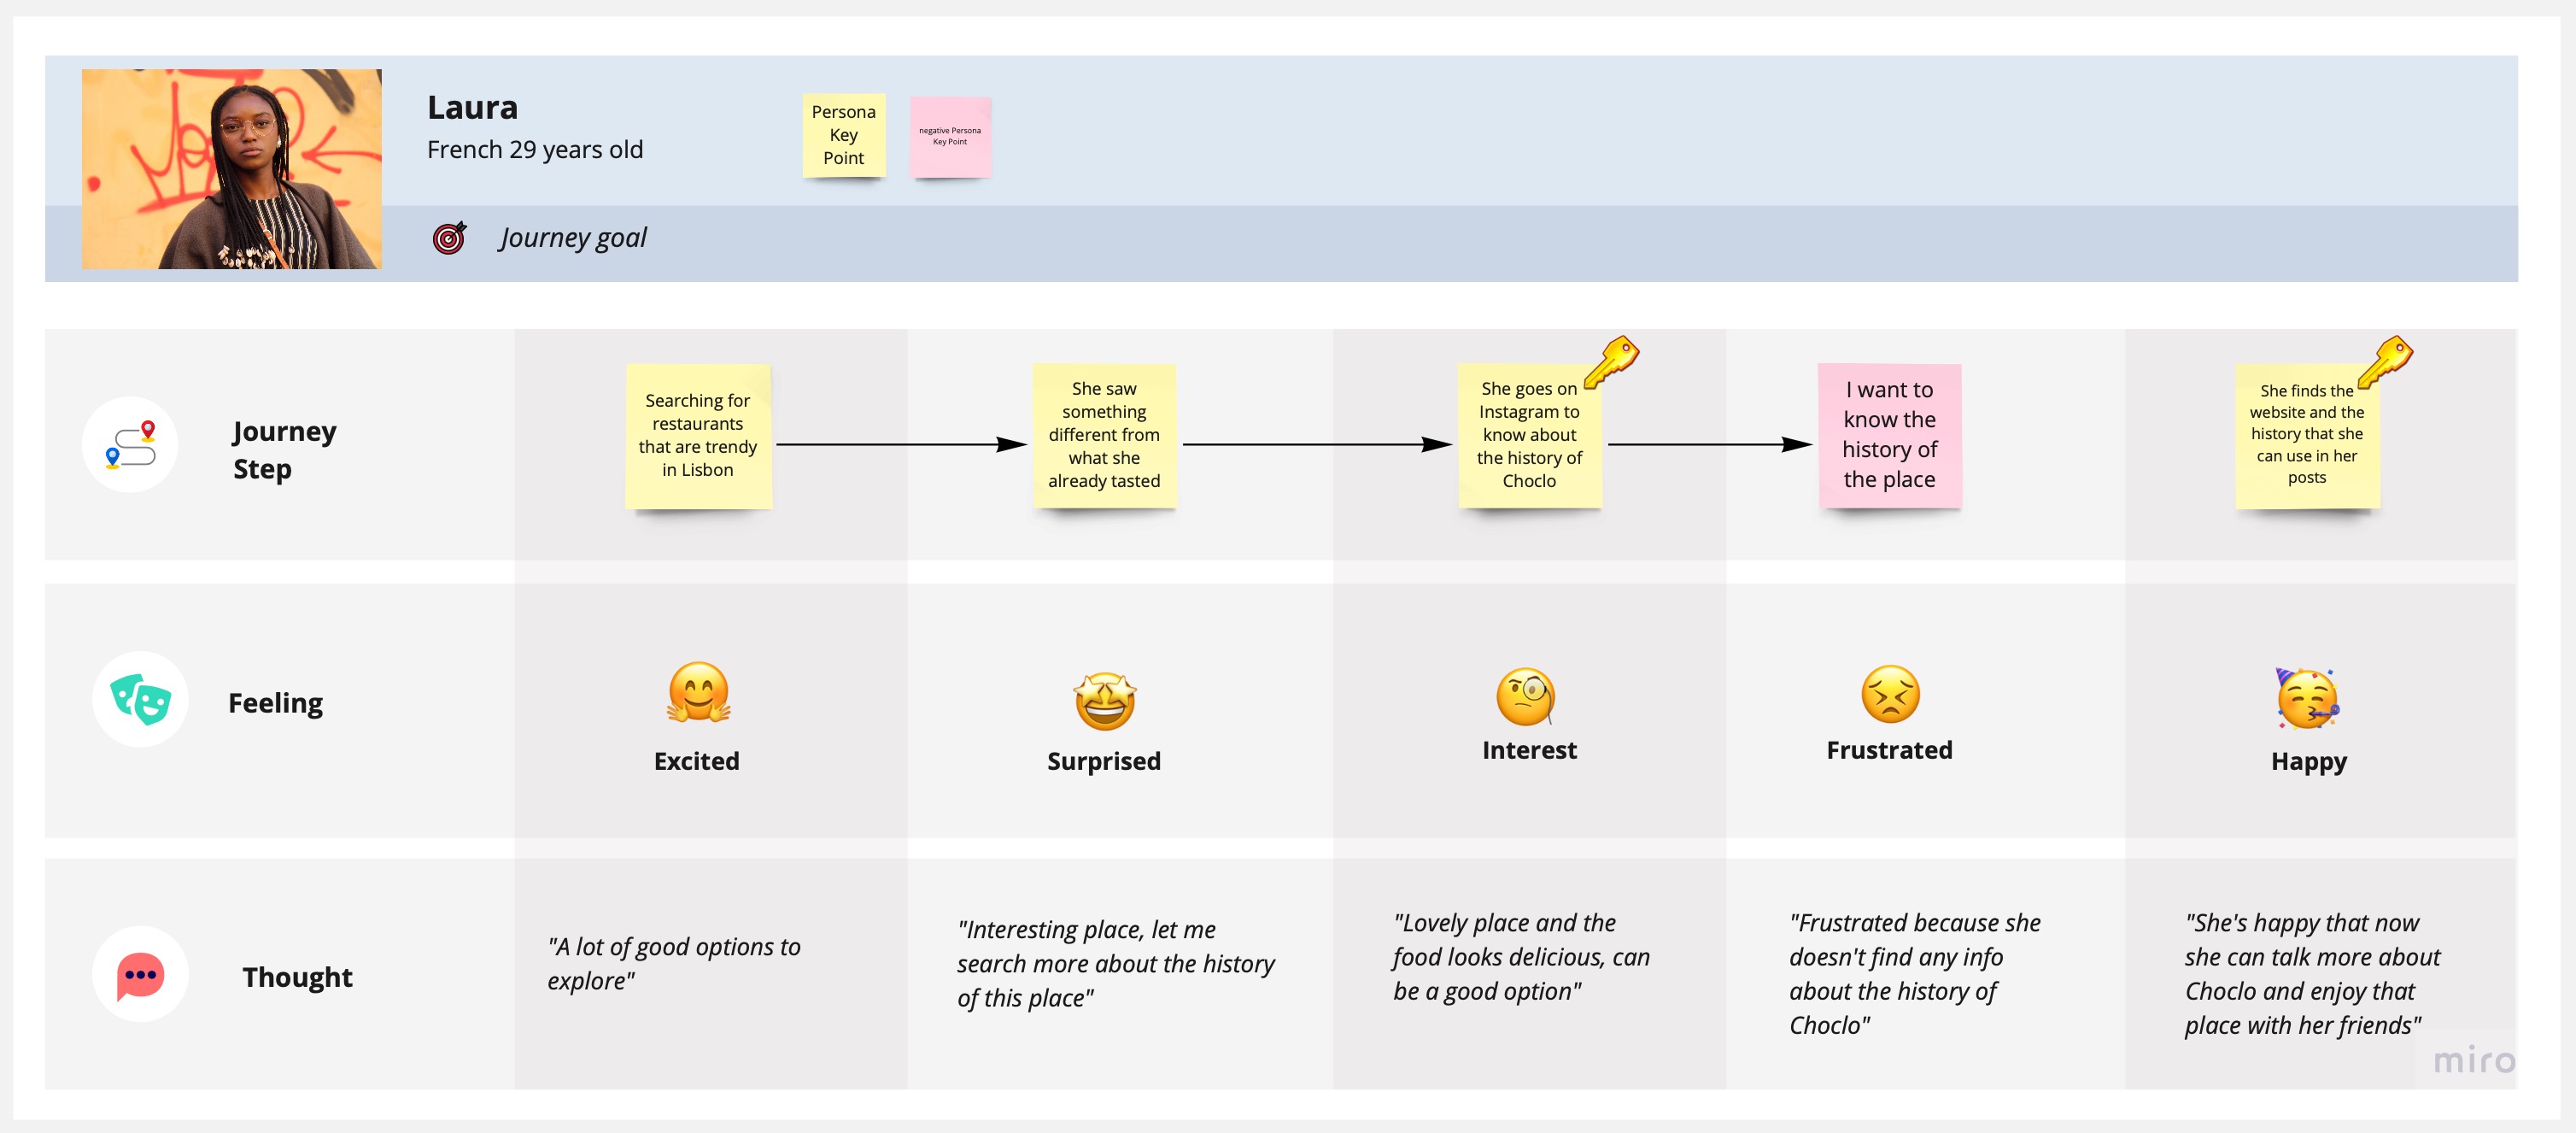 Laura
French 29 years old
Persona
Key
Point
negative Persona
Key Point
Journey goal
Journey
Step
Searching for
restaurants
that are trendy
in Lisbon
She saw
something
different from
what she
already tasted
She goes on
Instagram to
know about
the history of
Choclo
I want to
know the
history of
the place
She finds the
website and the
history that she
can use in her
posts
Feeling
Excited
Surprised
Interest
Frustrated
Happy
Thought
"A lot of good options to
explore"
"Interesting place, let me
search more about the history
of this place"
"Lovely place and the
food looks delicious, can
be a good option"
"Frustrated because she
doesn't find any info
about the history of
Choclo"
"She's happy that now
she can talk more about
Choclo and enjoy that
place with her friends"
miro